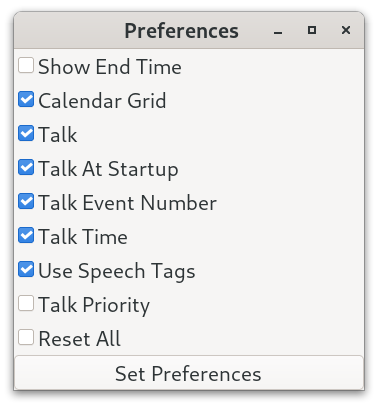 Preferences
Show End Time
Calendar Grid
Talk
Talk At Startup
Talk Event Number
Talk Time
Use Speech Tags
Talk Priority
Reset All
Set Preferences